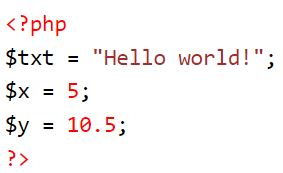 <?php
$txt = "Hello world!";
$x = 5;
$y = 10.5;
?>